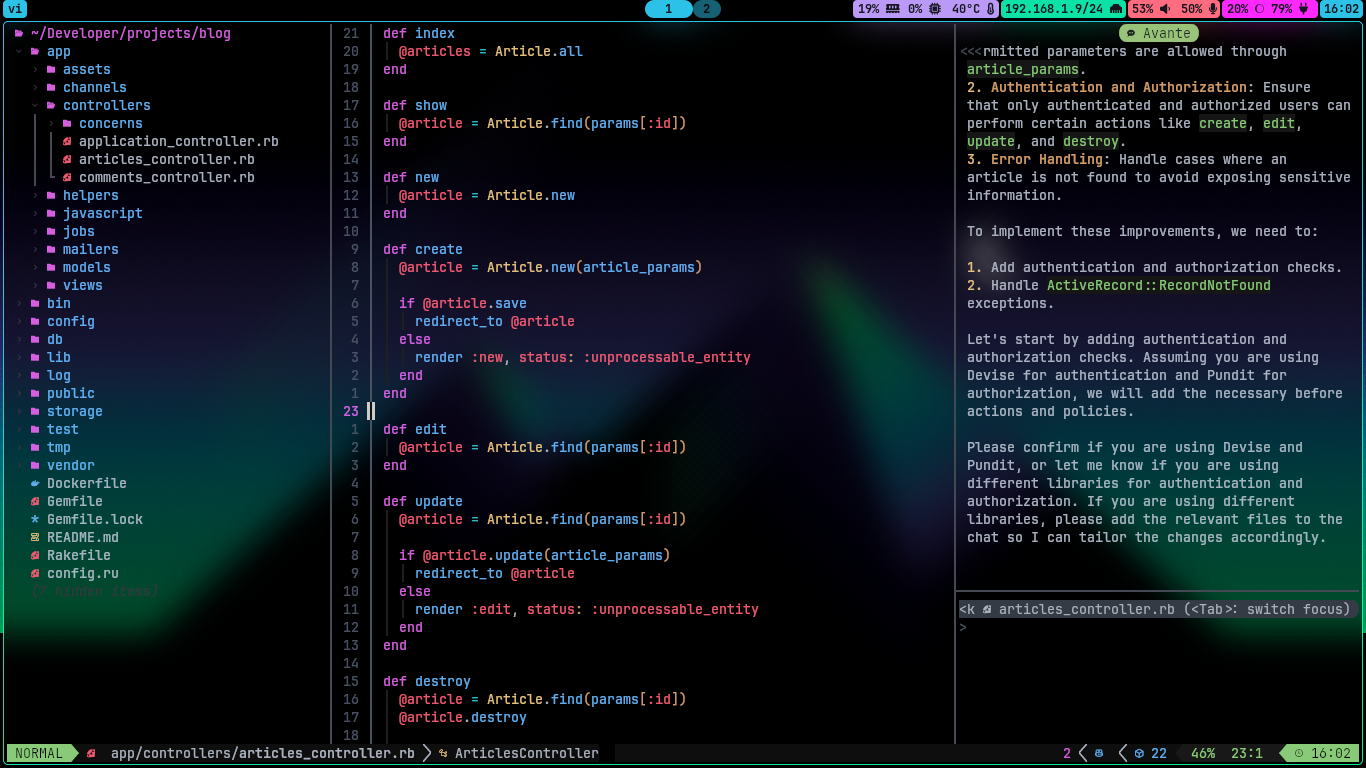 vi
1 2
19% 0% 40°C 192.168.1.9/24 53% 50% 20% 79% 16:02
~/Developer/projects/blog
app
assets
channels
controllers
concerns
application_controller.rb
articles_controller.rb
comments_controller.rb
helpers
javascript
jobs
mailers
models
views
bin
config
db
lib
log
public
storage
test
tmp
vendor
Dockerfile
Gemfile
Gemfile.lock
README.md
Rakefile
config.ru
(7 hidden items)
21 def index
20 @articles = Article.all
19 end
18
17 def show
16 @article = Article.find(params[:id])
15 end
14
13 def new
12 @article = Article.new
11 end
10
9 def create
8 @article = Article.new(article_params)
7
6 if @article.save
5 redirect_to @article
4 else
3 render :new, status: :unprocessable_entity
2 end
1 end
23
1 def edit
2 @article = Article.find(params[:id])
3 end
4
5 def update
6 @article = Article.find(params[:id])
7
8 if @article.update(article_params)
9 redirect_to @article
10 else
11 render :edit, status: :unprocessable_entity
12 end
13 end
14
15 def destroy
16 @article = Article.find(params[:id])
17 @article.destroy
18
Avante
<<<rmitted parameters are allowed through
article_params.
2. Authentication and Authorization: Ensure
that only authenticated and authorized users can
perform certain actions like create, edit,
update, and destroy.
3. Error Handling: Handle cases where an
article is not found to avoid exposing sensitive
information.
To implement these improvements, we need to:
1. Add authentication and authorization checks.
2. Handle ActiveRecord::RecordNotFound
exceptions.
Let's start by adding authentication and
authorization checks. Assuming you are using
Devise for authentication and Pundit for
authorization, we will add the necessary before
actions and policies.
Please confirm if you are using Devise and
Pundit, or let me know if you are using
different libraries for authentication and
authorization. If you are using different
libraries, please add the relevant files to the
chat so I can tailor the changes accordingly.
<k articles_controller.rb (<Tab>: switch focus)
>
NORMAL app/controllers/articles_controller.rb ArticlesController 2 22 46% 23:1 16:02